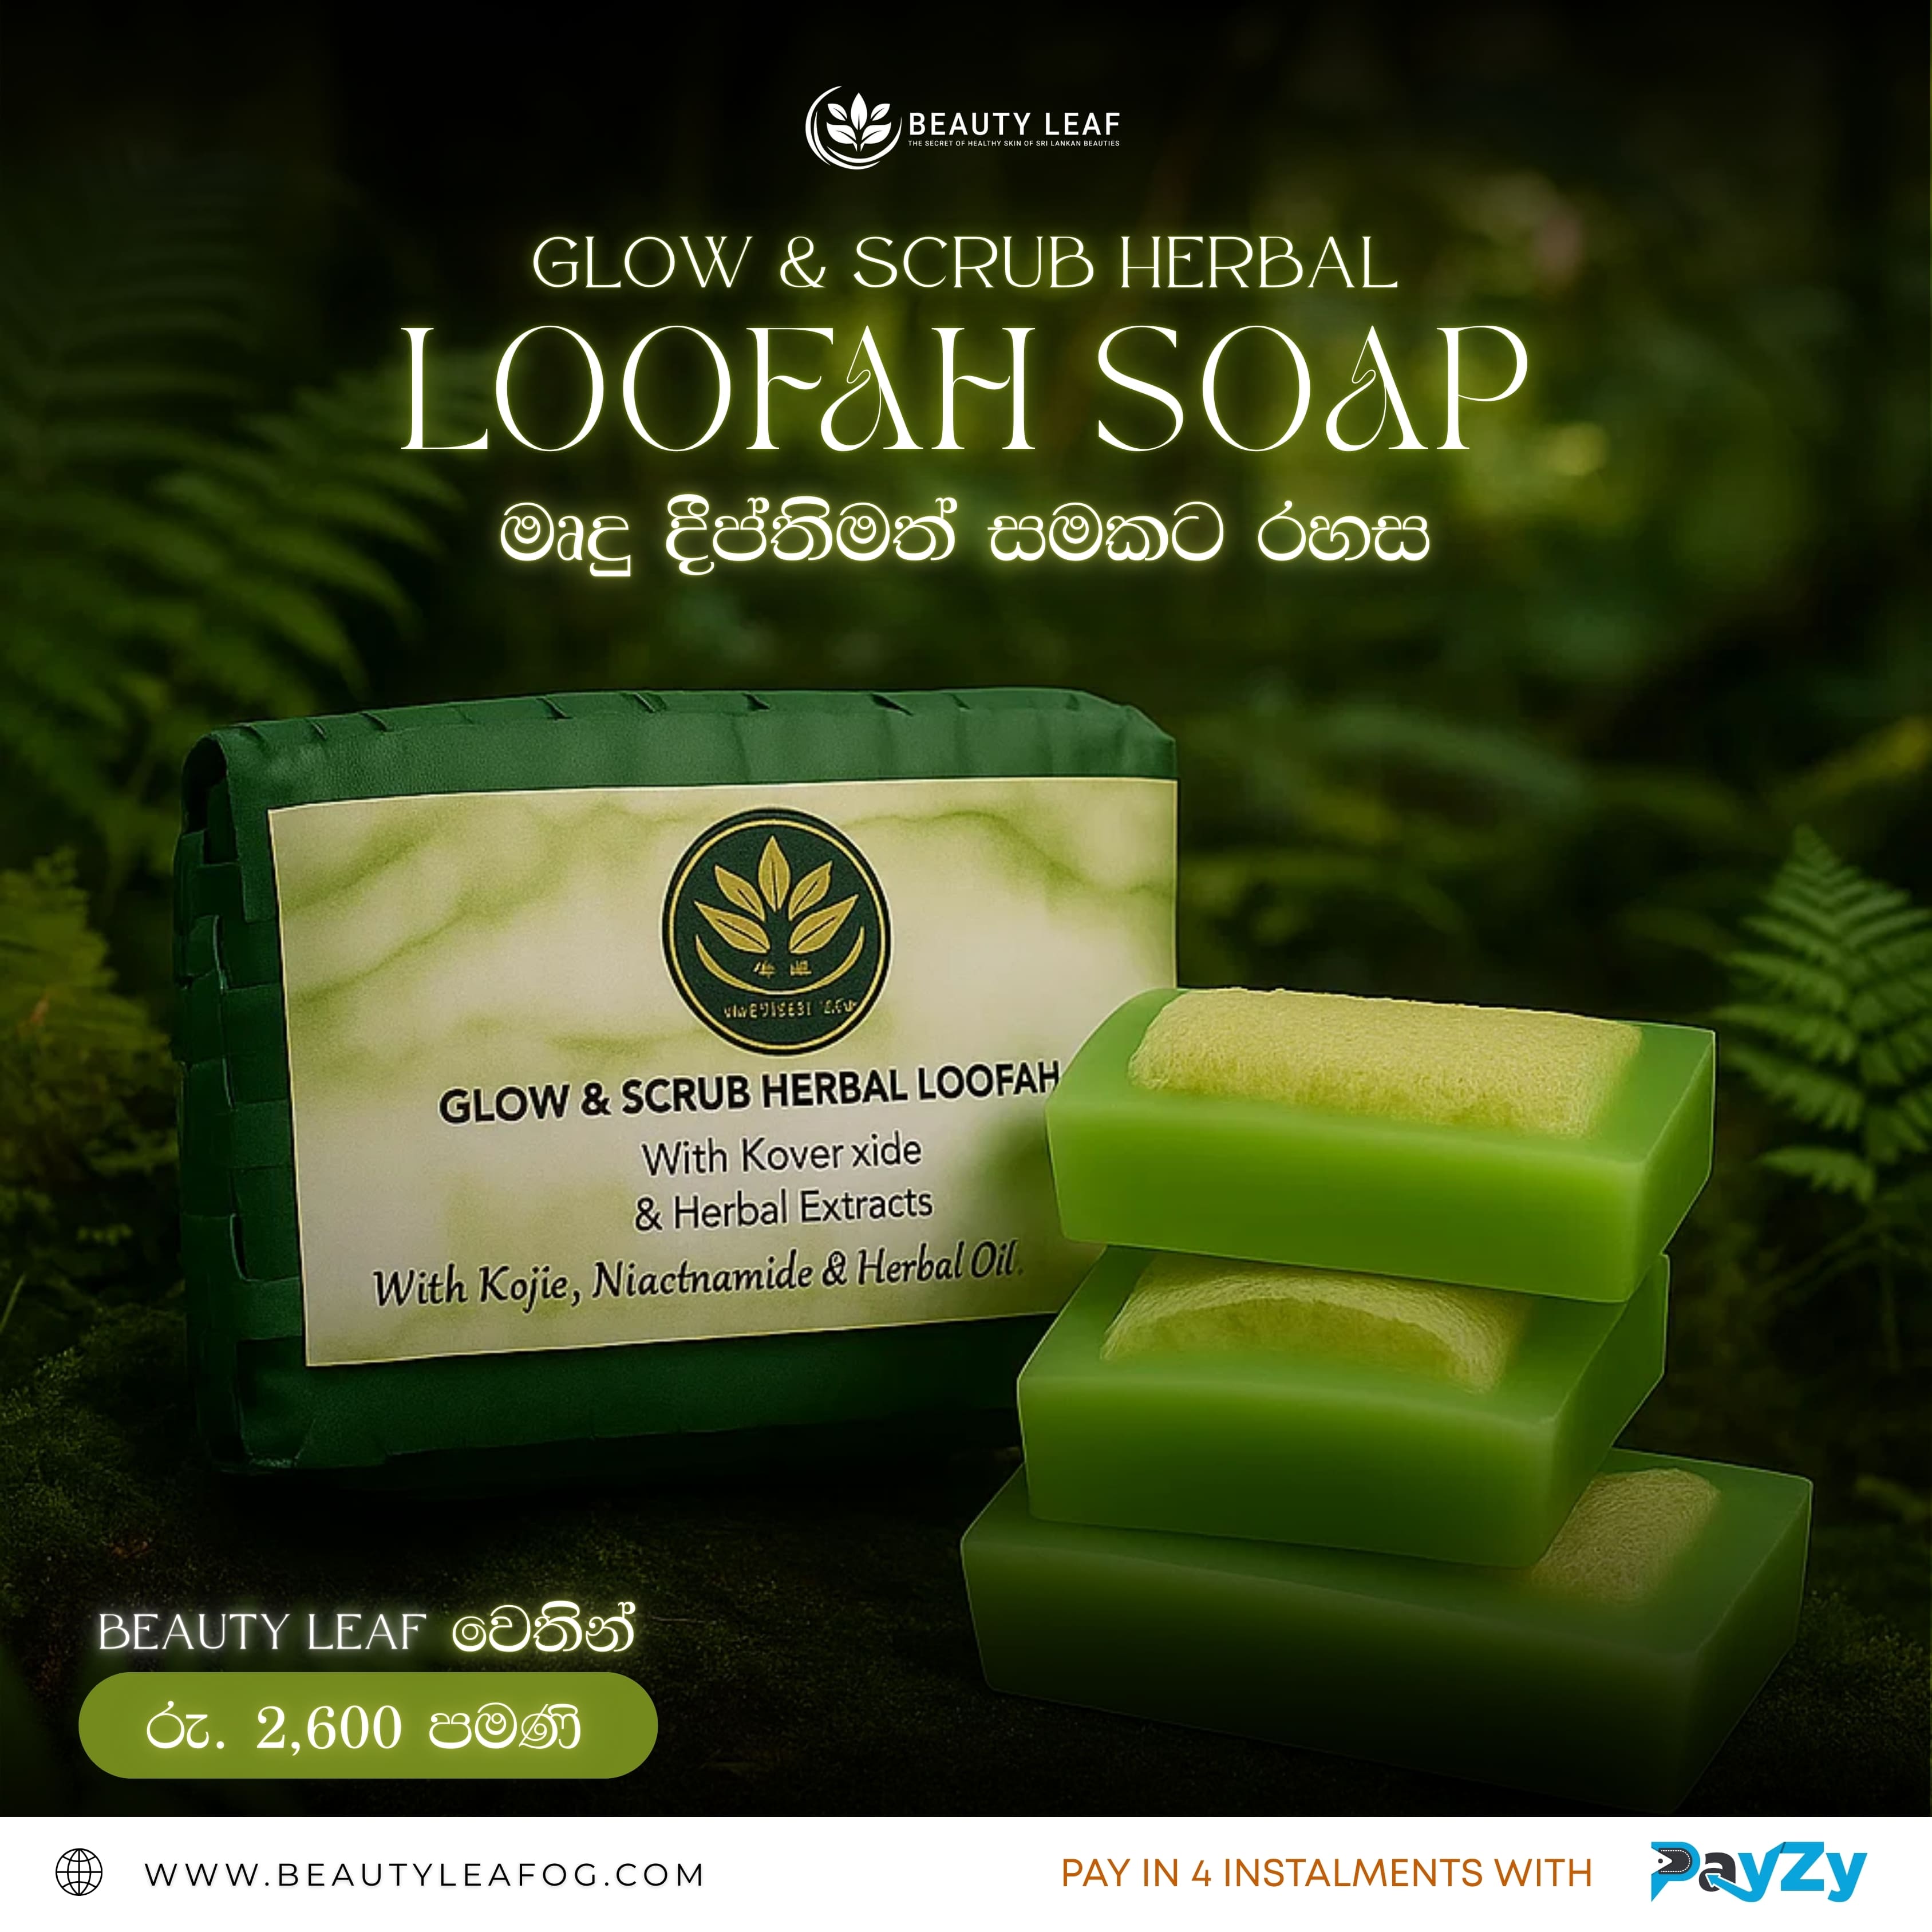 BEAUTY LEAF
THE SECRET OF HEALTHY SKIN OF SRI LANKAN BEAUTIES
GLOW & SCRUB HERBAL
LOOFAH SOAP
මෘදු දීප්තිමත් සමකට රහස
GLOW & SCRUB HERBAL LOOFAH
With Kover xide
& Herbal Extracts
With Kojie, Niactnamide & Herbal Oil.
BEAUTY LEAF වෙතින්
රු. 2,600 පමණි
WWW.BEAUTYLEAFOG.COM
PAY IN 4 INSTALMENTS WITH PayZy